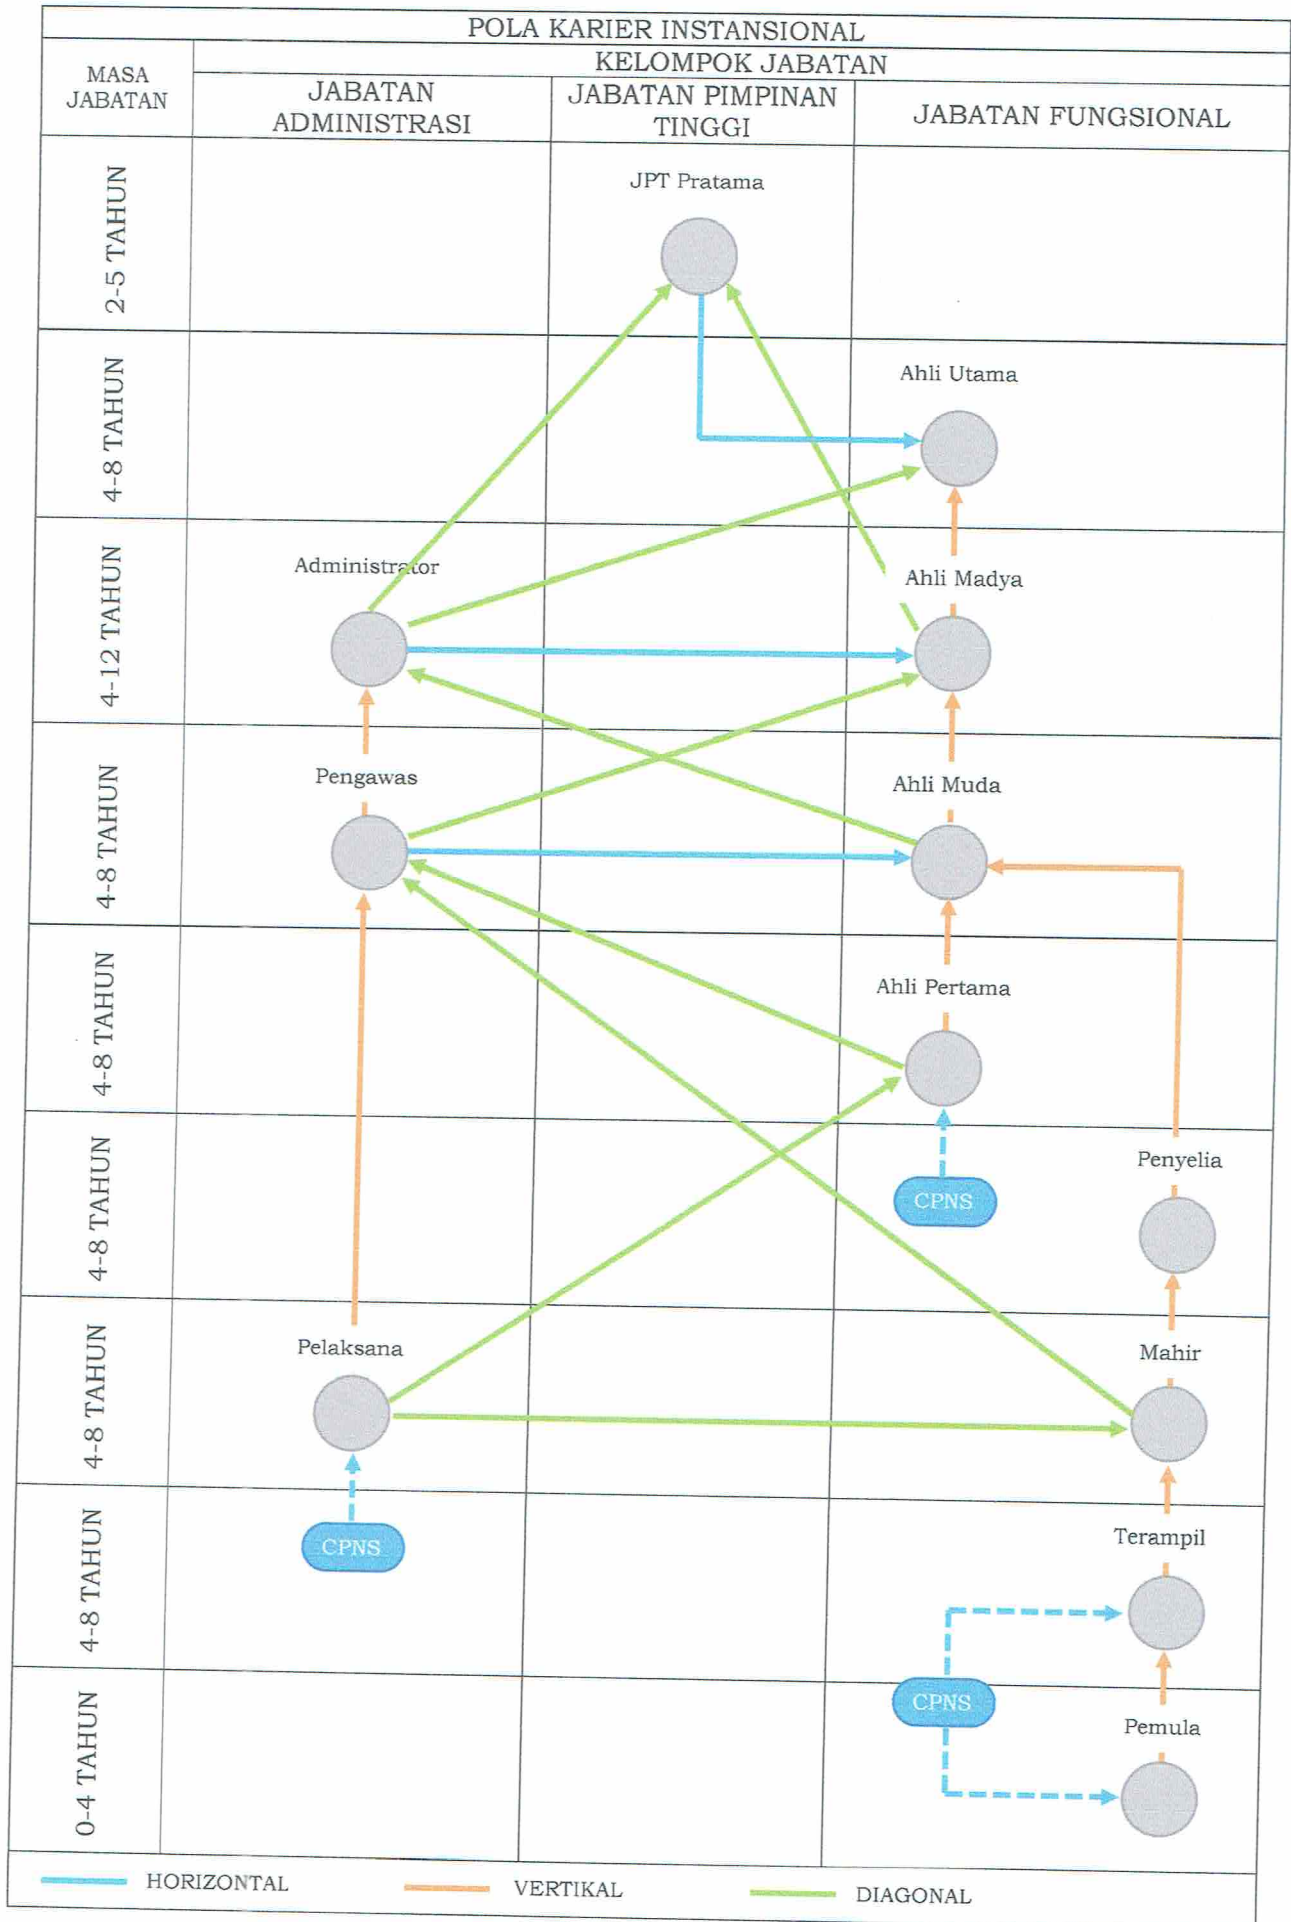 POLA KARIER INSTANSIONAL
MASA
JABATAN
KELOMPOK JABATAN
JABATAN
ADMINISTRASI
JABATAN PIMPINAN
TINGGI
JABATAN FUNGSIONAL
2-5 TAHUN
JPT Pratama
4-8 TAHUN
Ahli Utama
4-12 TAHUN
Administrator
Ahli Madya
4-8 TAHUN
Pengawas
Ahli Muda
4-8 TAHUN
Ahli Pertama
4-8 TAHUN
CPNS
Penyelia
4-8 TAHUN
Pelaksana
Mahir
4-8 TAHUN
CPNS
Terampil
0-4 TAHUN
CPNS
Pemula
HORIZONTAL
VERTIKAL
DIAGONAL